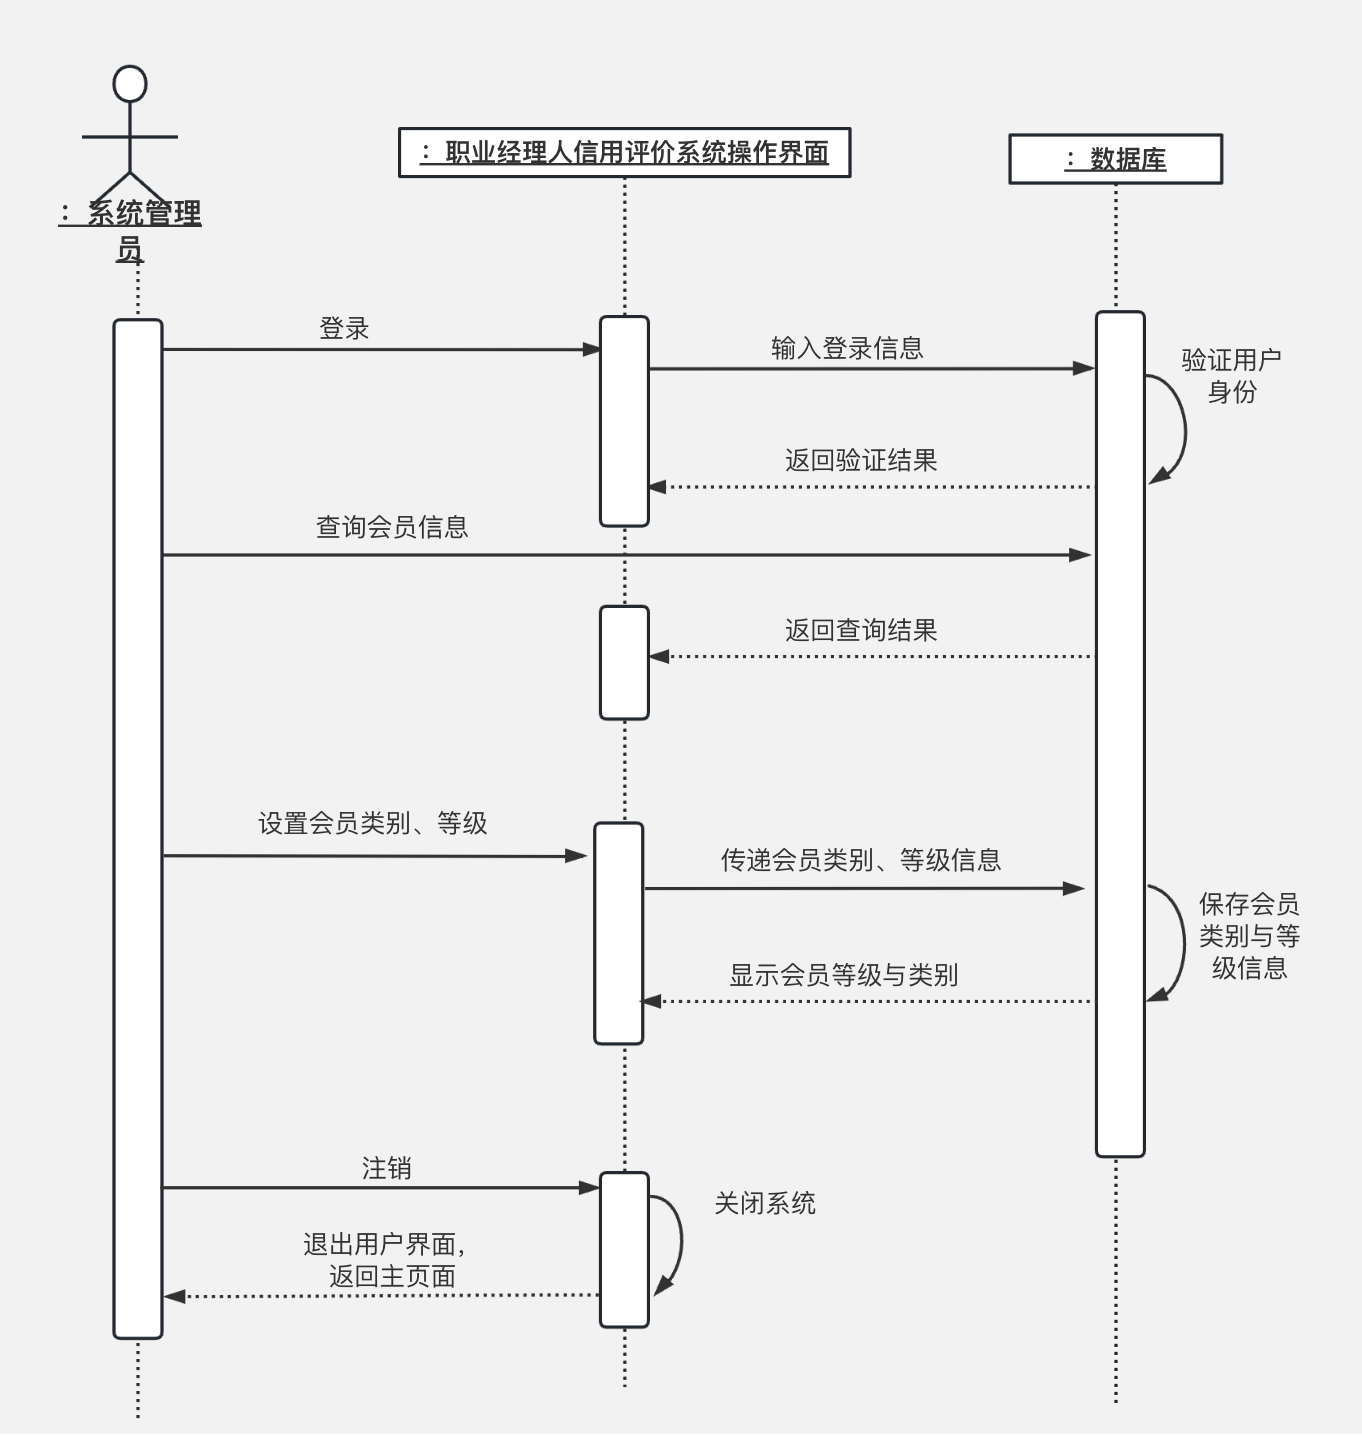 ：职业经理人信用评价系统操作界面
：数据库
：系统管理
员
登录
输入登录信息
验证用户
身份
返回验证结果
查询会员信息
返回查询结果
设置会员类别、等级
传递会员类别、等级信息
保存会员
类别与等
级信息
显示会员等级与类别
注销
关闭系统
退出用户界面，
返回主页面